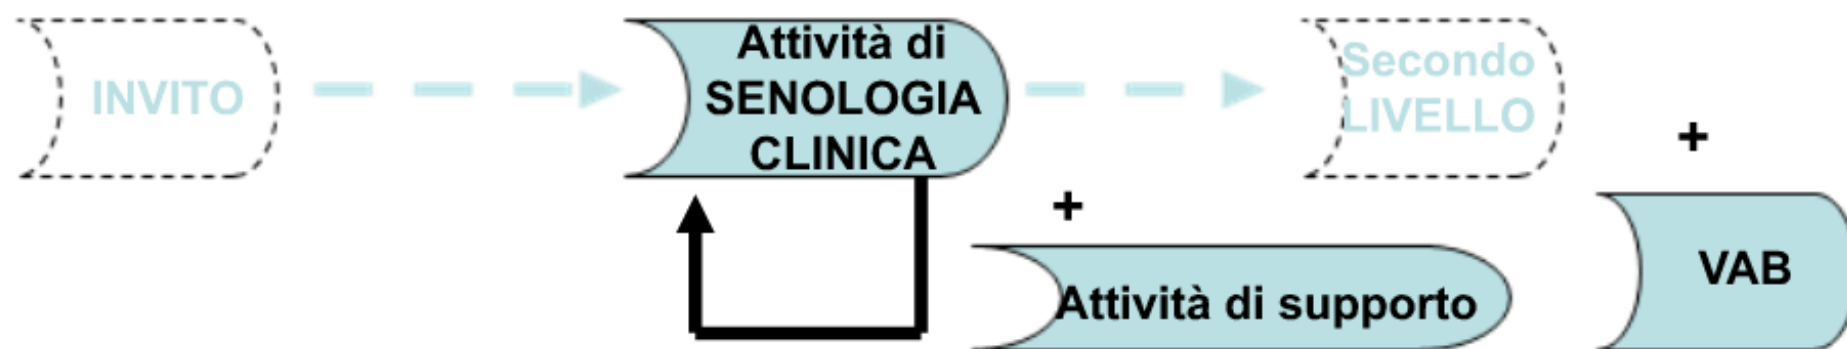 INVITO
Attività di
SENOLOGIA
CLINICA
Secondo
LIVELLO
+
+
Attività di supporto
VAB